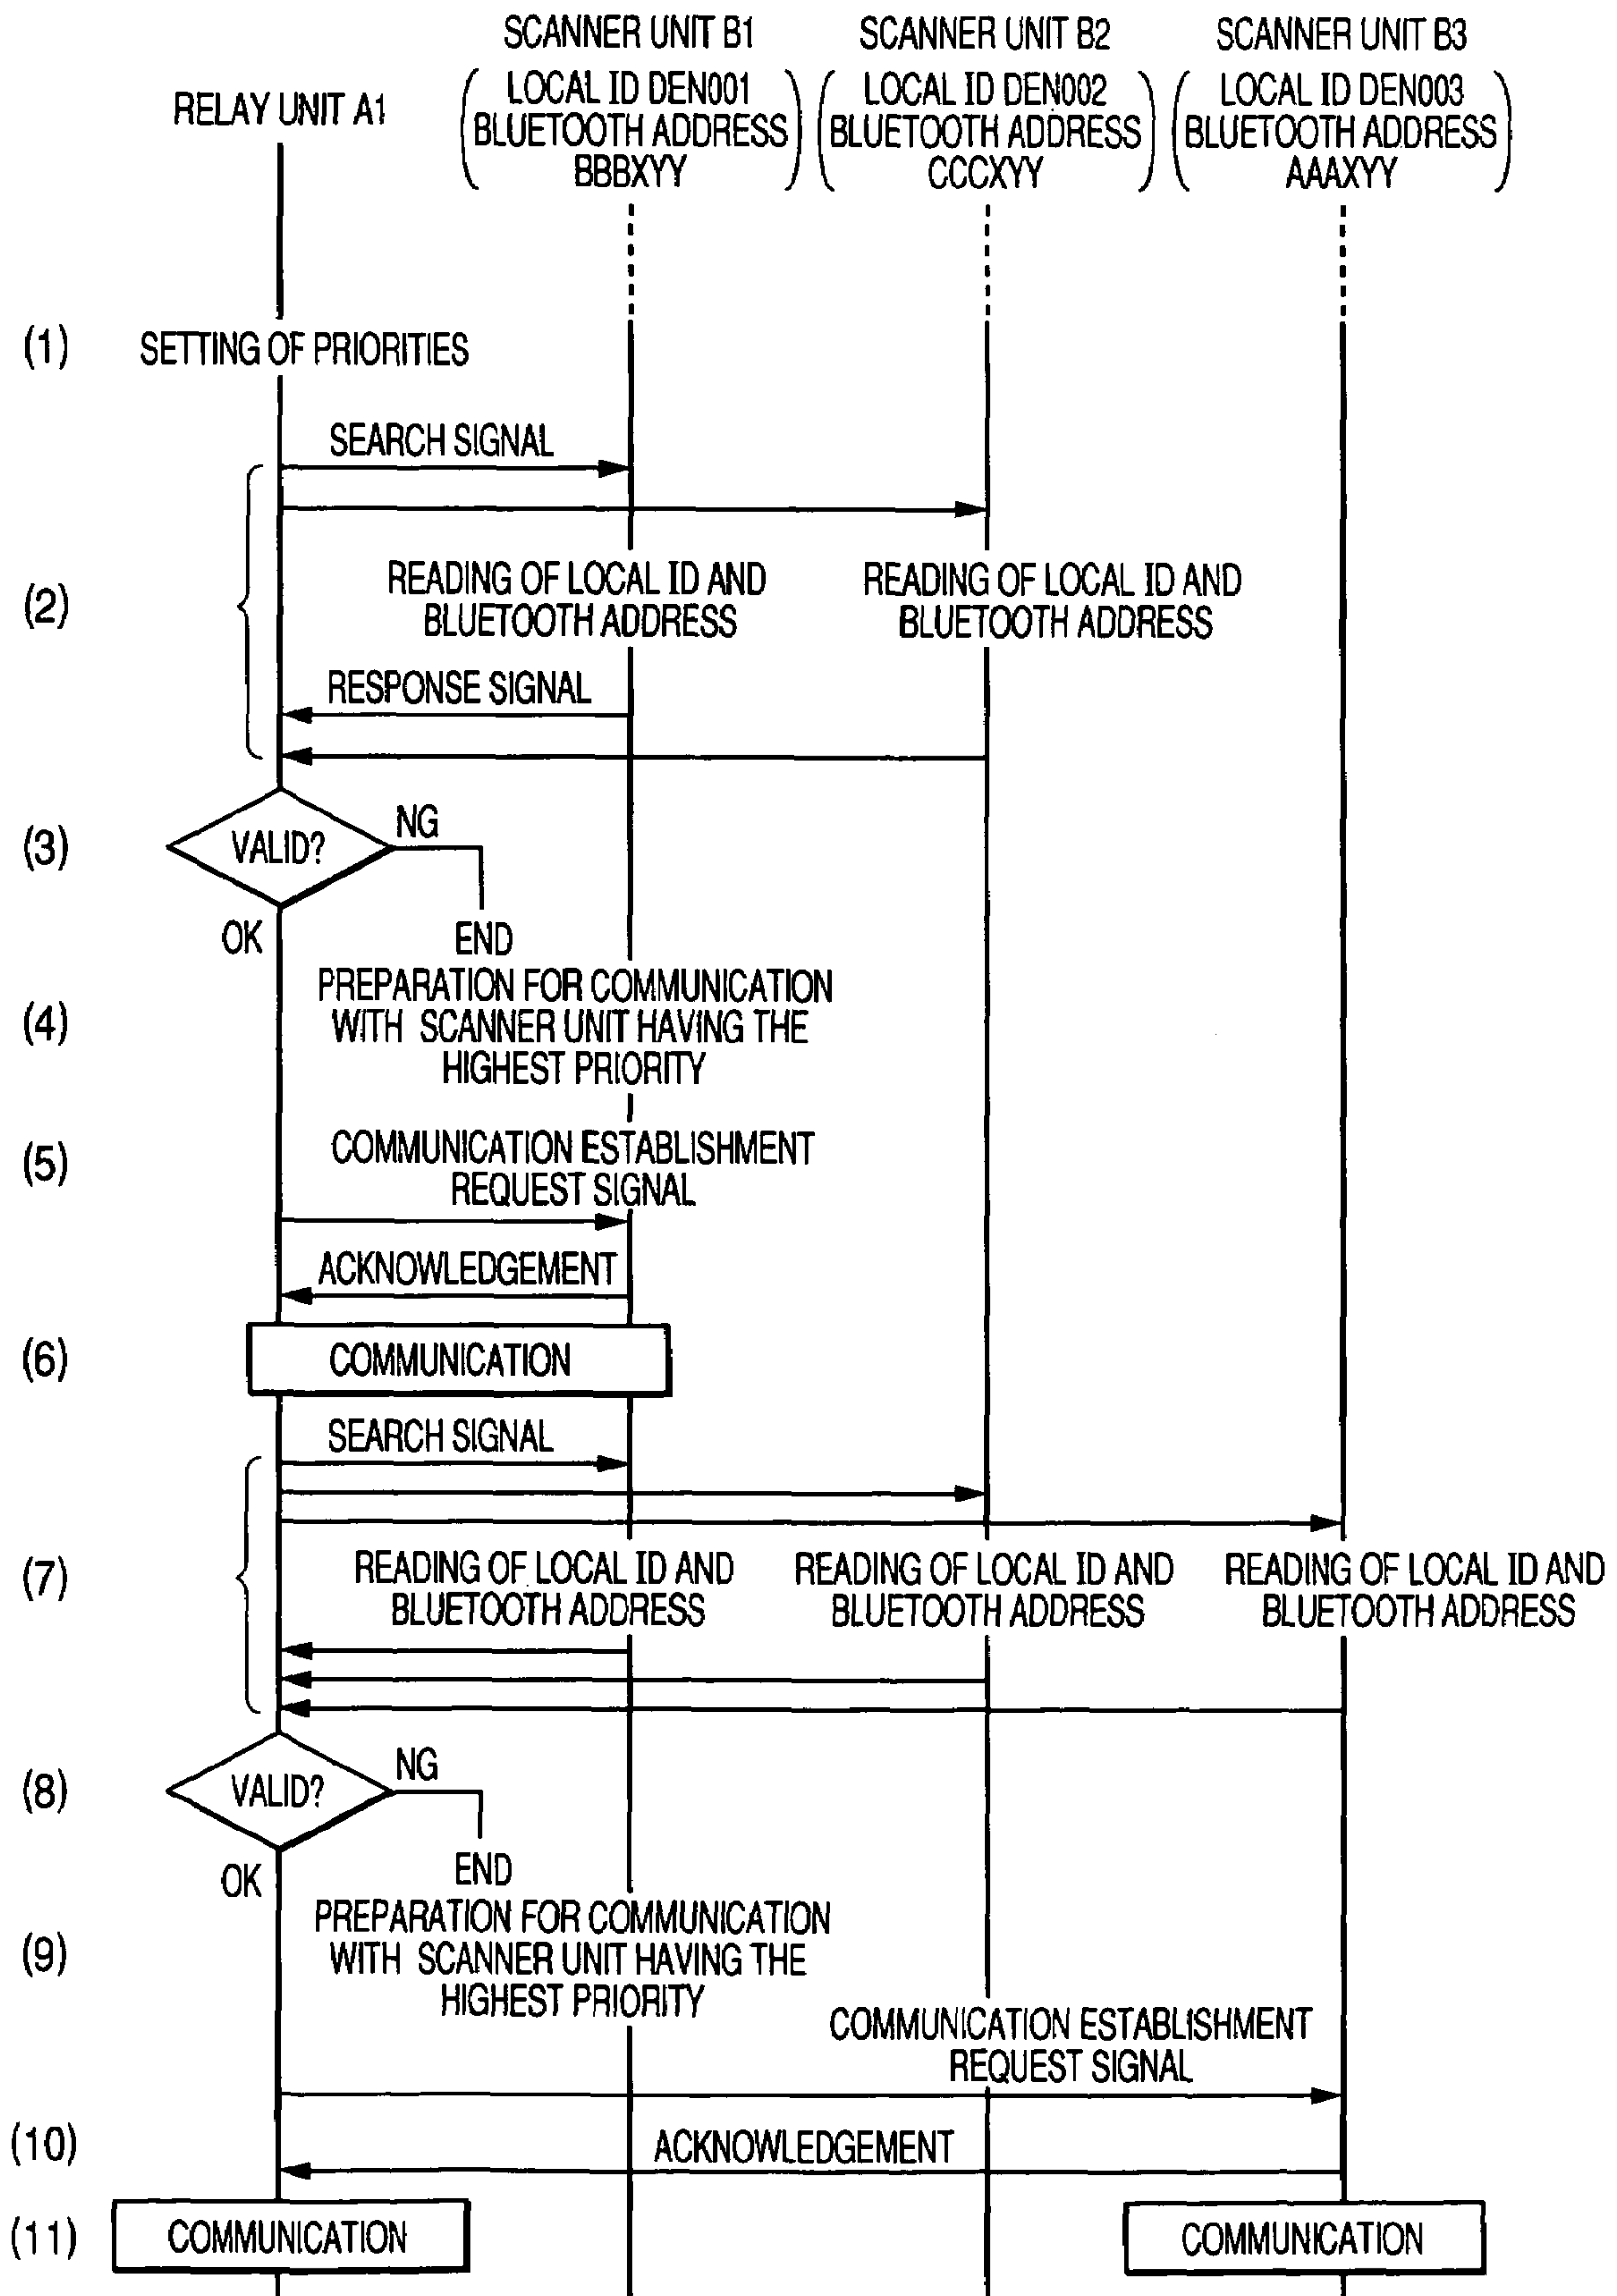 SCANNER UNIT B1
SCANNER UNIT B2
SCANNER UNIT B3
RELAY UNIT A1
LOCAL ID DEN001
BLUETOOTH ADDRESS
BBBXYY
LOCAL ID DEN002
BLUETOOTH ADDRESS
CCCXYY
LOCAL ID DEN003
BLUETOOTH ADDRESS
AAAXYY
(1)
SETTING OF PRIORITIES
SEARCH SIGNAL
(2)
READING OF LOCAL ID AND
BLUETOOTH ADDRESS
READING OF LOCAL ID AND
BLUETOOTH ADDRESS
RESPONSE SIGNAL
(3)
VALID?
NG
OK
END
(4)
PREPARATION FOR COMMUNICATION
WITH SCANNER UNIT HAVING THE
HIGHEST PRIORITY
(5)
COMMUNICATION ESTABLISHMENT
REQUEST SIGNAL
ACKNOWLEDGEMENT
(6)
COMMUNICATION
SEARCH SIGNAL
(7)
READING OF LOCAL ID AND
BLUETOOTH ADDRESS
READING OF LOCAL ID AND
BLUETOOTH ADDRESS
READING OF LOCAL ID AND
BLUETOOTH ADDRESS
(8)
VALID?
NG
OK
END
(9)
PREPARATION FOR COMMUNICATION
WITH SCANNER UNIT HAVING THE
HIGHEST PRIORITY
COMMUNICATION ESTABLISHMENT
REQUEST SIGNAL
(10)
ACKNOWLEDGEMENT
(11)
COMMUNICATION
COMMUNICATION